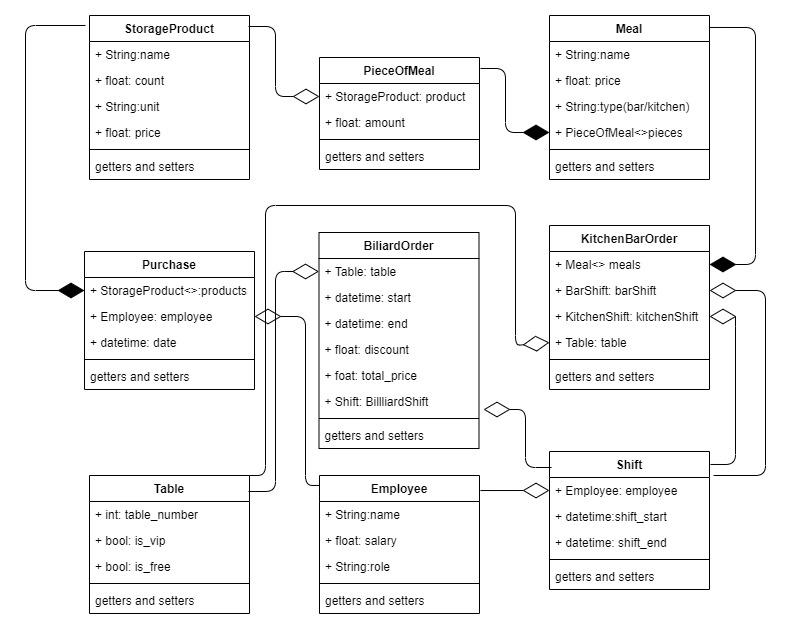 StorageProduct
+ String:name
+ float: count
+ String:unit
+ float: price
getters and setters
PieceOfMeal
+ StorageProduct: product
+ float: amount
getters and setters
Meal
+ String:name
+ float: price
+ String:type(bar/kitchen)
+ PieceOfMeal<>pieces
getters and setters
Purchase
+ StorageProduct<>:products
+ Employee: employee
+ datetime: date
getters and setters
BiliardOrder
+ Table: table
+ datetime: start
+ datetime: end
+ float: discount
+ foat: total_price
+ Shift: BillliardShift
getters and setters
KitchenBarOrder
+ Meal<> meals
+ BarShift: barShift
+ KitchenShift: kitchenShift
+ Table: table
getters and setters
Table
+ int: table_number
+ bool: is_vip
+ bool: is_free
getters and setters
Employee
+ String:name
+ float: salary
+ String:role
getters and setters
Shift
+ Employee: employee
+ datetime:shift_start
+ datetime: shift_end
getters and setters